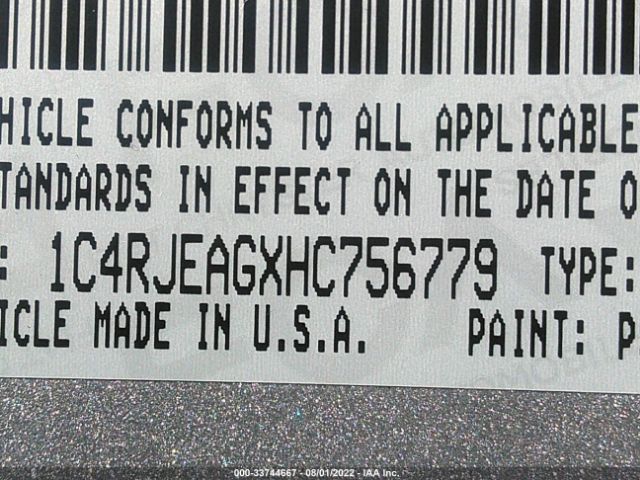 HICLE CONFORMS TO ALL APPLICABLE
TANDARDS IN EFFECT ON THE DATE O
: 1C4RJEAGXHC756779 TYPE:
ICLE MADE IN U.S.A. PAINT: P
000-33744667 - 08/01/2022 - IAA Inc.